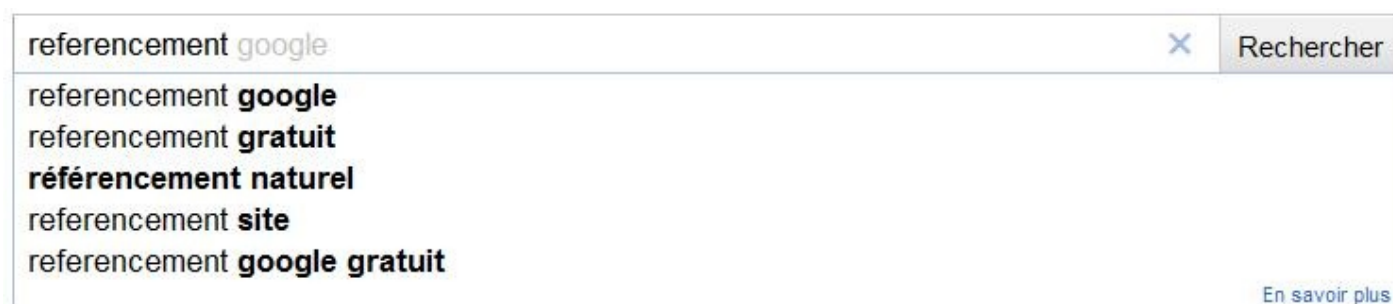 referencement google × Rechercher
referencement google
referencement gratuit
référencement naturel
referencement site
referencement google gratuit
En savoir plus